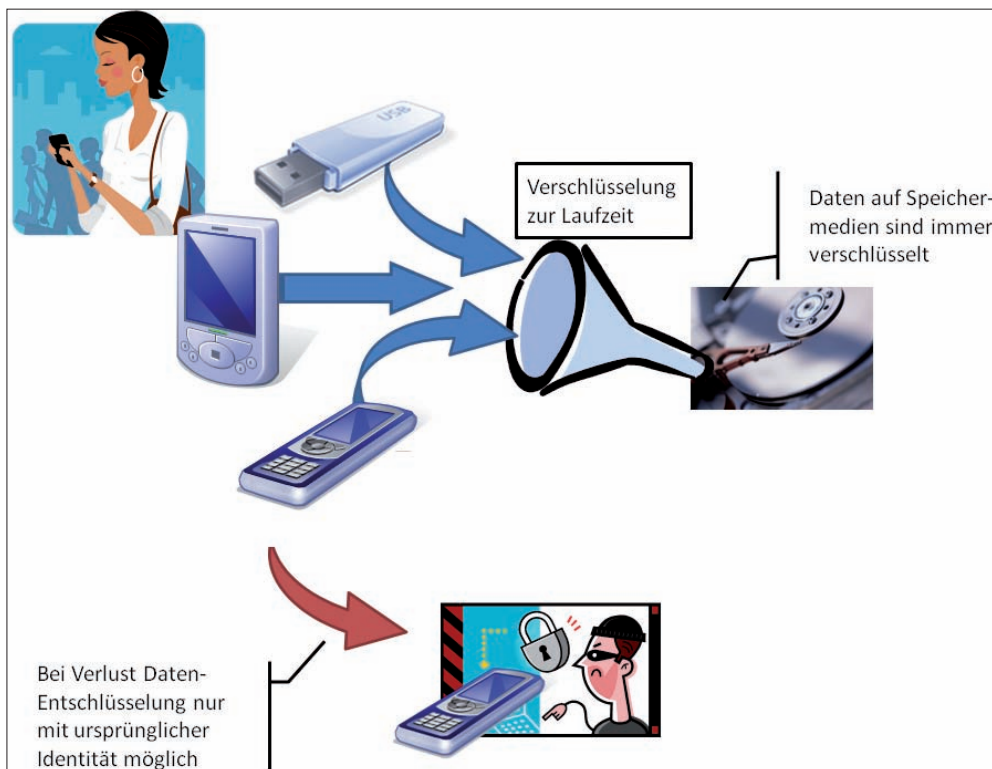 USB
Verschlüsselung
zur Laufzeit
Daten auf Speicher-
medien sind immer
verschlüsselt
Bei Verlust Daten-
Entschlüsselung nur
mit ursprünglicher
Identität möglich